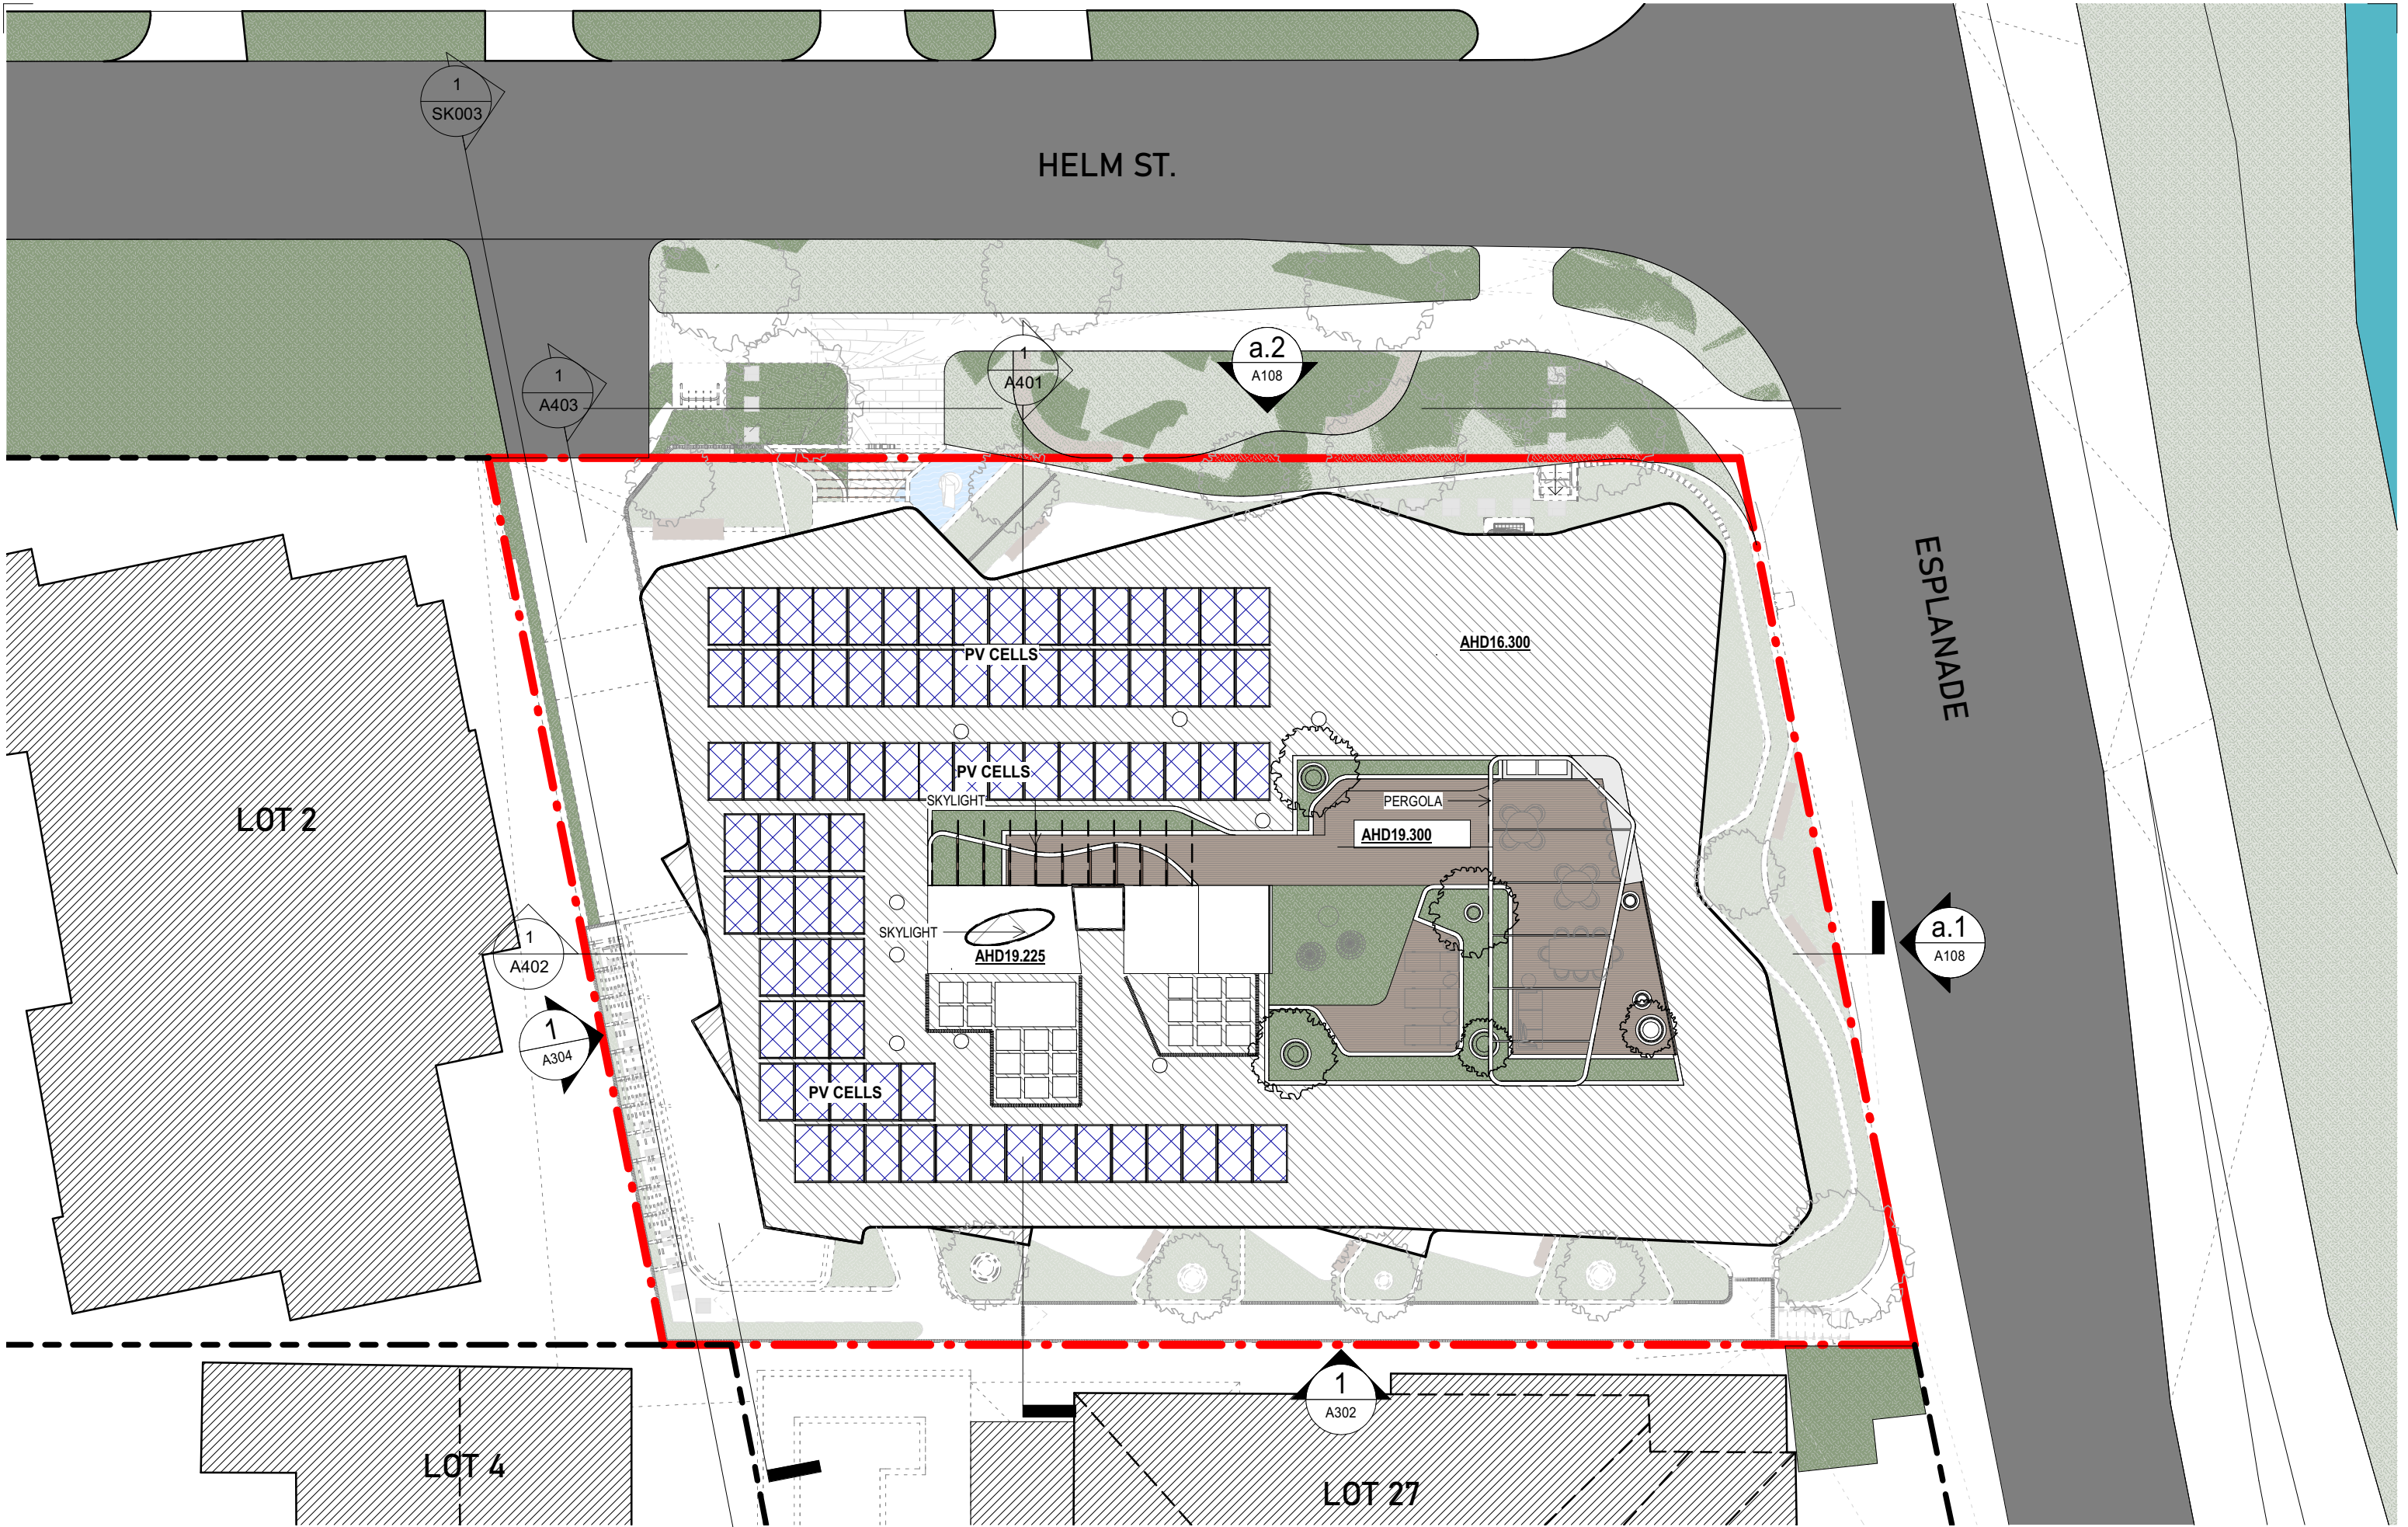 1
SK003
HELM ST.
a.2
A108
1
A401
1
A403
ESPLANADE
AHD16.300
PV CELLS
PV CELLS
SKYLIGHT
PERGOLA
LOT 2
AHD19.300
1
A402
SKYLIGHT
a.1
A108
AHD19.225
1
A304
PV CELLS
1
A302
LOT 4
LOT 27